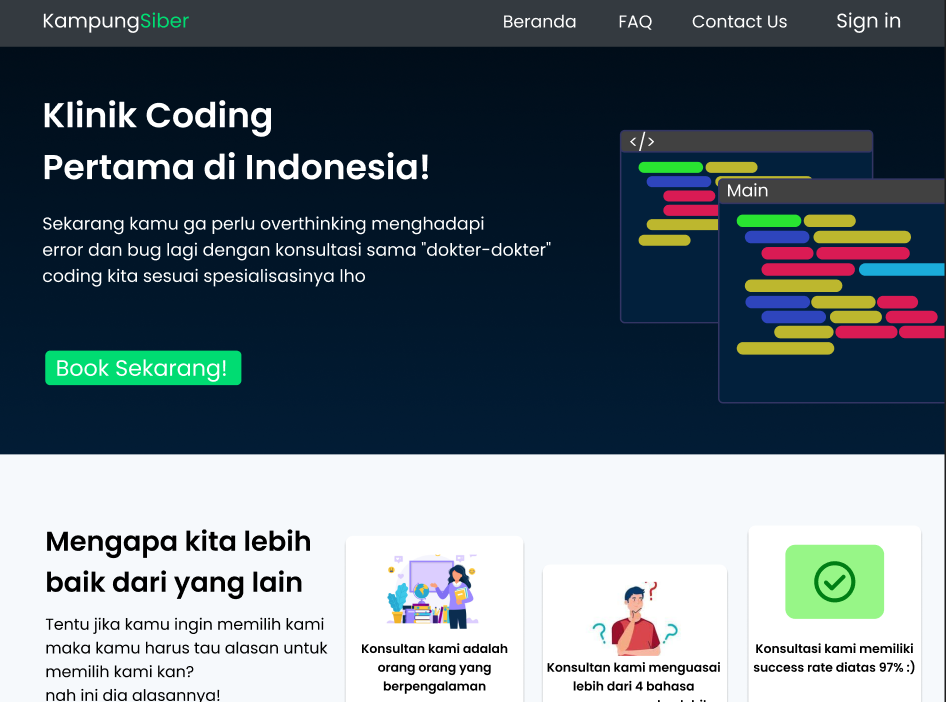 KampungSiber
Beranda
FAQ
Contact Us
Sign in
Klinik Coding
Pertama di Indonesia!
Sekarang kamu ga perlu overthinking menghadapi
error dan bug lagi dengan konsultasi sama "dokter-dokter"
coding kita sesuai spesialisasinya lho
Book Sekarang!
</>
Main
Mengapa kita lebih
baik dari yang lain
Tentu jika kamu ingin memilih kami
maka kamu harus tau alasan untuk
memilih kami kan?
nah ini dia alasannya!
Konsultan kami adalah
orang orang yang
berpengalaman
Konsultan kami menguasai
lebih dari 4 bahasa
Konsultasi kami memiliki
success rate diatas 97% :)